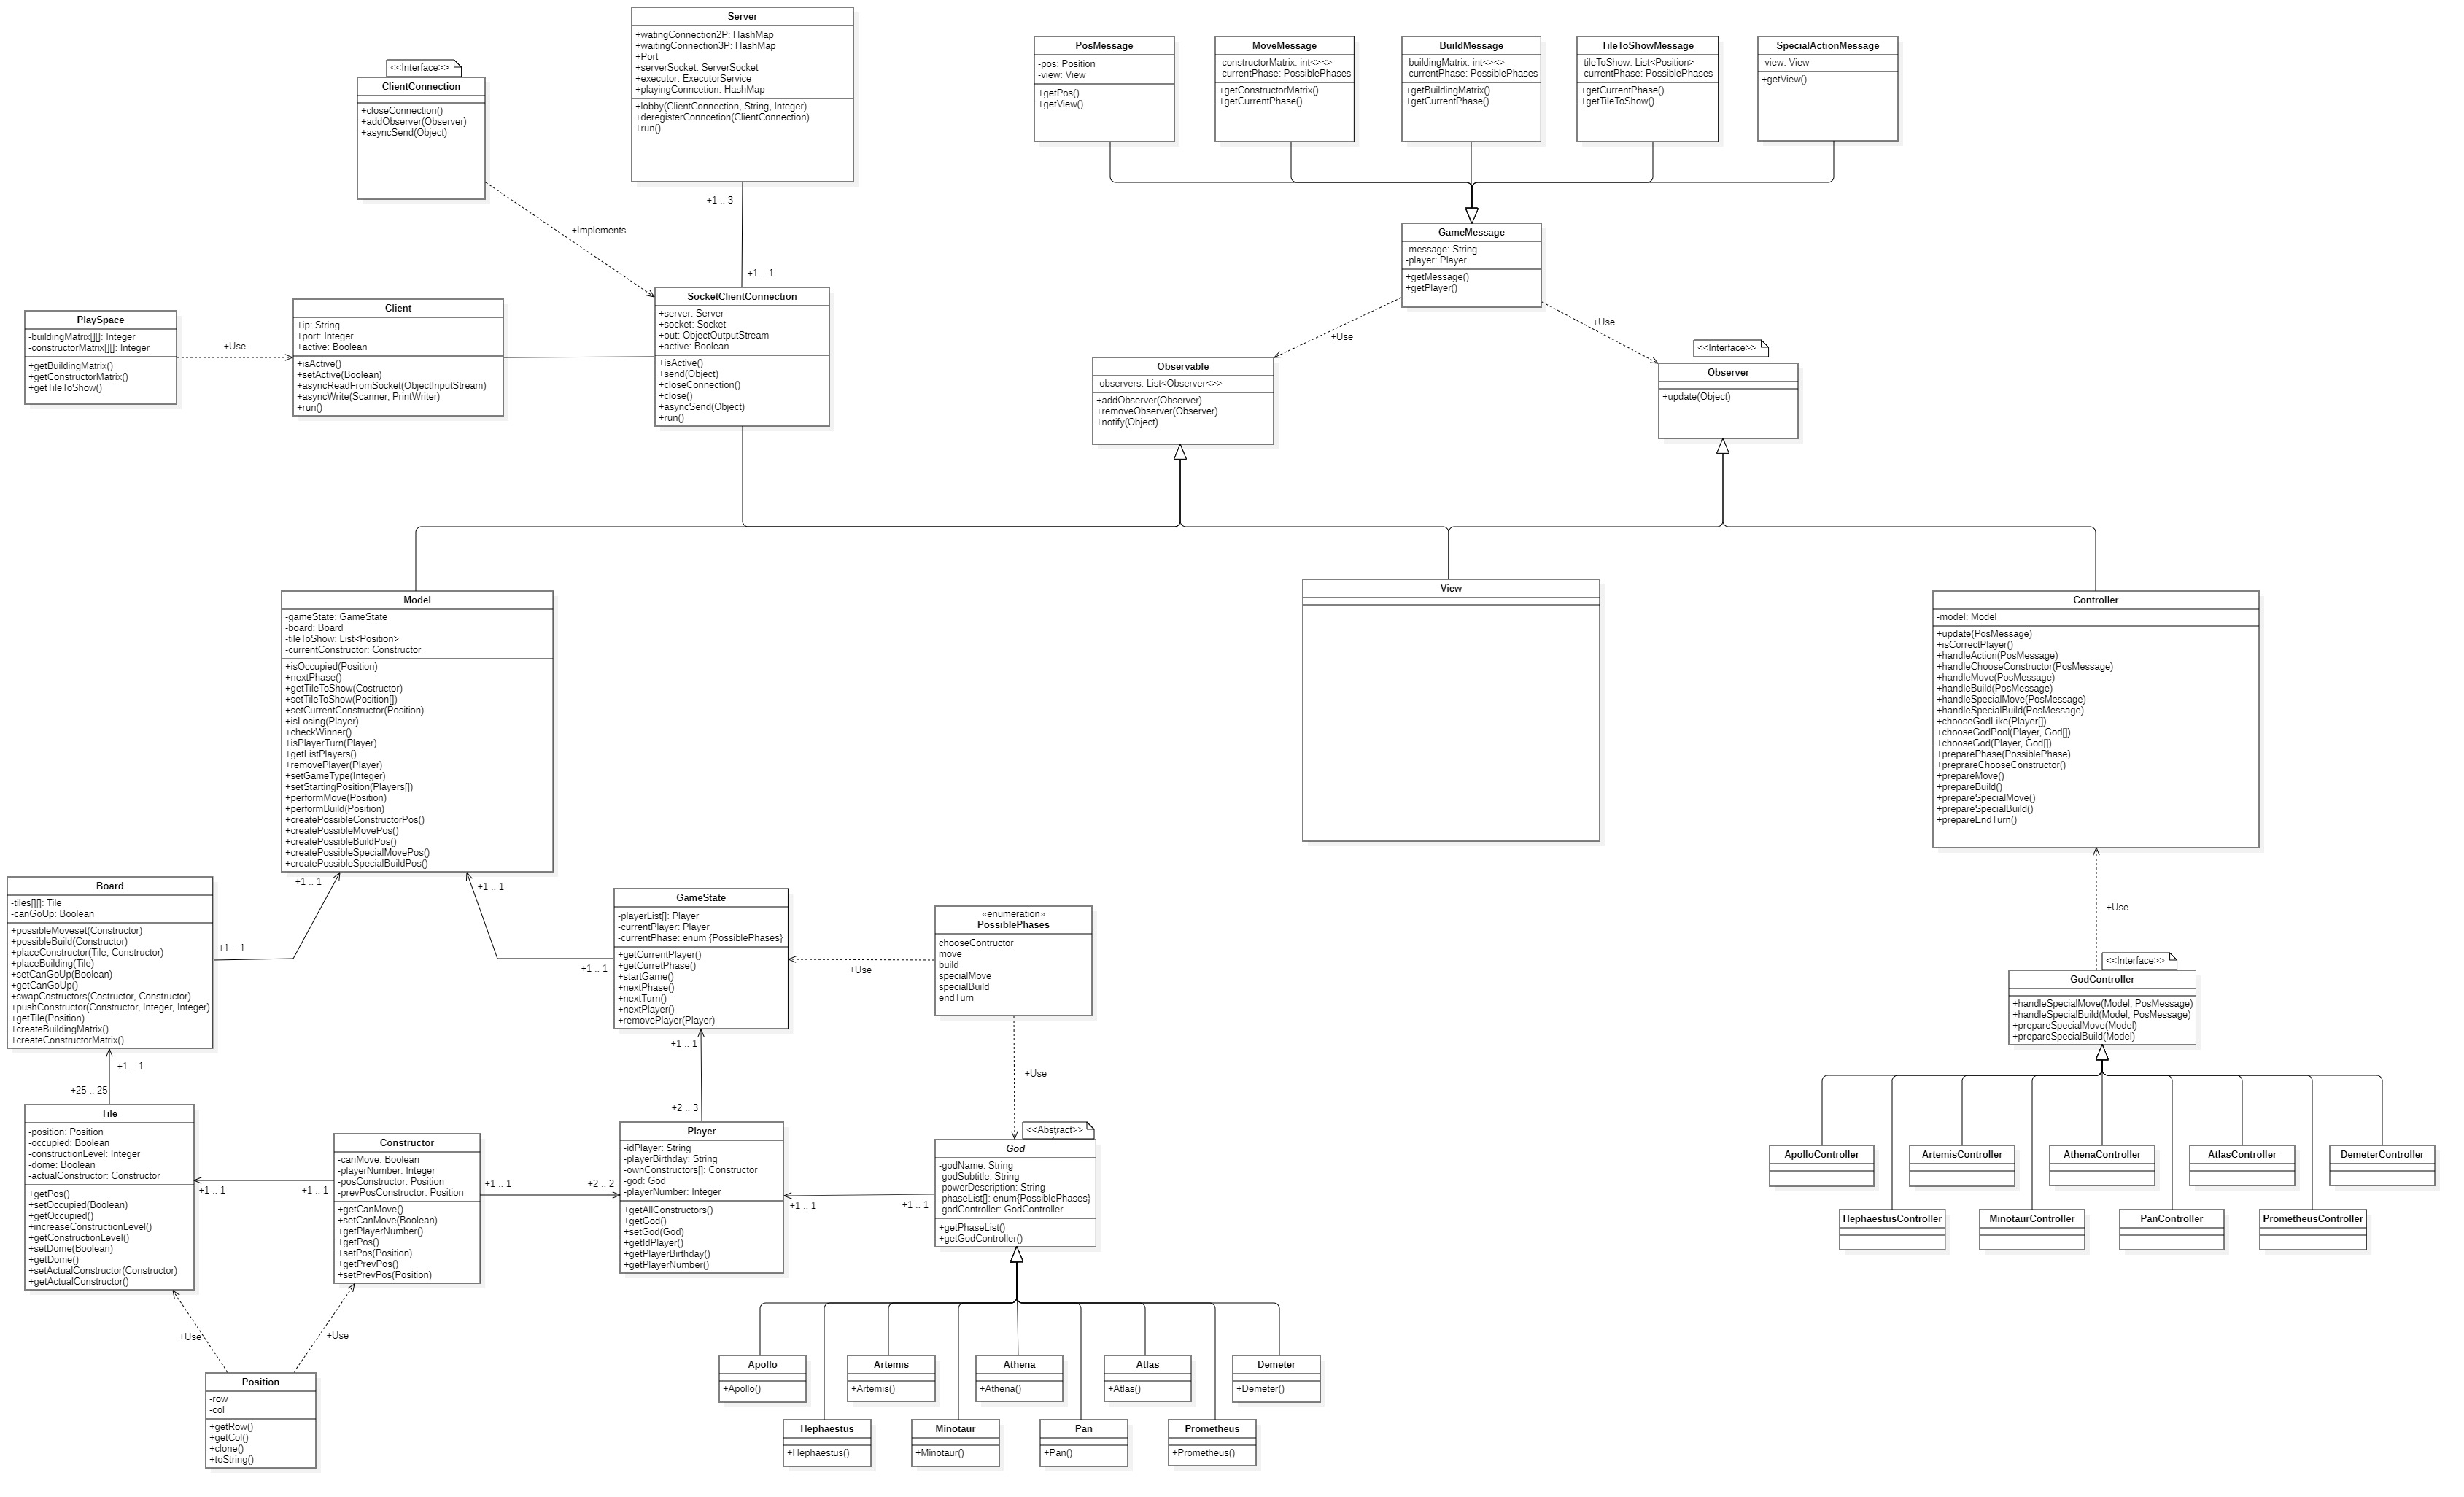 Server
+watingConnection2P: HashMap
+waitingConnection3P: HashMap
+Port
+serverSocket: ServerSocket
+executor: ExecutorService
+playingConncetion: HashMap
+lobby(ClientConnection, String, Integer)
+deregisterConncetion(ClientConnection)
+run()
<<Interface>>
ClientConnection
+closeConnection()
+addObserver(Observer)
+asyncSend(Object)
PosMessage
-pos: Position
-view: View
+getPos()
+getView()
MoveMessage
-constructorMatrix: int<><>
-currentPhase: PossiblePhases
+getConstructorMatrix()
+getCurrentPhase()
BuildMessage
-buildingMatrix: int<><>
-currentPhase: PossiblePhases
+getBuildingMatrix()
+getCurrentPhase()
TileToShowMessage
-tileToShow: List<Position>
-currentPhase: PossiblePhases
+getCurrentPhase()
+getTileToShow()
SpecialActionMessage
-view: View
+getView()
+1 .. 3
+Implements
+1 .. 1
GameMessage
-message: String
-player: Player
+getMessage()
+getPlayer()
PlaySpace
-buildingMatrix[][]: Integer
-constructorMatrix[][]: Integer
+getBuildingMatrix()
+getConstructorMatrix()
+getTileToShow()
+Use
Client
+ip: String
+port: Integer
+active: Boolean
+isActive()
+setActive(Boolean)
+asyncReadFromSocket(ObjectInputStream)
+asyncWrite(Scanner, PrintWriter)
+run()
SocketClientConnection
+server: Server
+socket: Socket
+out: ObjectOutputStream
+active: Boolean
+isActive()
+send(Object)
+closeConnection()
+close()
+asyncSend(Object)
+run()
+Use
+Use
Observable
-observers: List<Observer<>>
+addObserver(Observer)
+removeObserver(Observer)
+notify(Object)
<<Interface>>
Observer
+update(Object)
Model
-gameState: GameState
-board: Board
-tileToShow: List<Position>
-currentConstructor: Constructor
+isOccupied(Position)
+nextPhase()
+getTileToShow(Costructor)
+setTileToShow(Position[])
+setCurrentConstructor(Position)
+isLosing(Player)
+checkWinner()
+isPlayerTurn(Player)
+getListPlayers()
+removePlayer(Player)
+setGameType(Integer)
+setStartingPosition(Players[])
+performMove(Position)
+performBuild(Position)
+createPossibleConstructorPos()
+createPossibleMovePos()
+createPossibleBuildPos()
+createPossibleSpecialMovePos()
+createPossibleSpecialBuildPos()
View
Controller
-model: Model
+update(PosMessage)
+isCorrectPlayer()
+handleAction(PosMessage)
+handleChooseConstructor(PosMessage)
+handleMove(PosMessage)
+handleBuild(PosMessage)
+handleSpecialMove(PosMessage)
+handleSpecialBuild(PosMessage)
+chooseGodLike(Player[])
+chooseGodPool(Player, God[])
+chooseGod(Player, God[])
+preparePhase(PossiblePhase)
+preprareChooseConstructor()
+prepareMove()
+prepareBuild()
+prepareSpecialMove()
+prepareSpecialBuild()
+prepareEndTurn()
+1 .. 1
+1 .. 1
Board
-tiles[][]: Tile
-canGoUp: Boolean
+possibleMoveset(Constructor)
+possibleBuild(Constructor)
+placeConstructor(Tile, Constructor)
+placeBuilding(Tile)
+setCanGoUp(Boolean)
+getCanGoUp()
+swapCostructors(Costructor, Constructor)
+pushConstructor(Constructor, Integer, Integer)
+getTile(Position)
+createBuildingMatrix()
+createConstructorMatrix()
+1 .. 1
GameState
-playerList[]: Player
-currentPlayer: Player
-currentPhase: enum {PossiblePhases}
+getCurrentPlayer()
+getCurretPhase()
+startGame()
+nextPhase()
+nextTurn()
+nextPlayer()
+removePlayer(Player)
+1 .. 1
+Use
«enumeration»
PossiblePhases
chooseContructor
move
build
specialMove
specialBuild
endTurn
+Use
<<Interface>>
GodController
+handleSpecialMove(Model, PosMessage)
+handleSpecialBuild(Model, PosMessage)
+prepareSpecialMove(Model)
+prepareSpecialBuild(Model)
+1 .. 1
+25 .. 25
+1 .. 1
+2 .. 3
+Use
Tile
-position: Position
-occupied: Boolean
-constructionLevel: Integer
-dome: Boolean
-actualConstructor: Constructor
+getPos()
+setOccupied(Boolean)
+getOccupied()
+increaseConstructionLevel()
+getConstructionLevel()
+setDome(Boolean)
+getDome()
+setActualConstructor(Constructor)
+getActualConstructor()
+1 .. 1
+1 .. 1
Constructor
-canMove: Boolean
-playerNumber: Integer
-posConstructor: Position
-prevPosConstructor: Position
+getCanMove()
+setCanMove(Boolean)
+getPlayerNumber()
+getPos()
+setPos(Position)
+getPrevPos()
+setPrevPos(Position)
+1 .. 1
+2 .. 2
Player
-idPlayer: String
-playerBirthday: String
-ownConstructors[]: Constructor
-god: God
-playerNumber: Integer
+getAllConstructors()
+getGod()
+setGod(God)
+getIdPlayer()
+getPlayerBirthday()
+getPlayerNumber()
+1 .. 1
+1 .. 1
<<Abstract>>
God
-godName: String
-godSubtitle: String
-powerDescription: String
-phaseList[]: enum{PossiblePhases}
-godController: GodController
+getPhaseList()
+getGodController()
ApolloController
ArtemisController
AthenaController
AtlasController
DemeterController
HephaestusController
MinotaurController
PanController
PrometheusController
+Use
+Use
Position
-row
-col
+getRow()
+getCol()
+clone()
+toString()
Apollo
+Apollo()
Artemis
+Artemis()
Athena
+Athena()
Atlas
+Atlas()
Demeter
+Demeter()
Hephaestus
+Hephaestus()
Minotaur
+Minotaur()
Pan
+Pan()
Prometheus
+Prometheus()